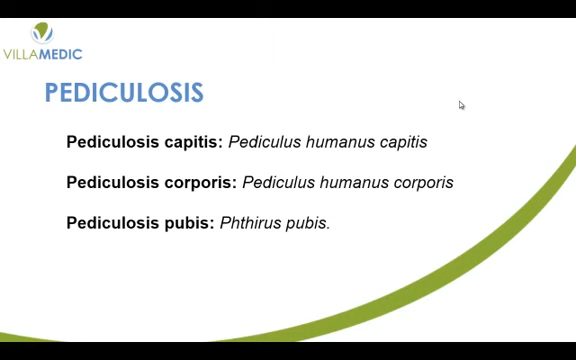 VILLAMEDIC
PEDICULOSIS
Pediculosis capitis: Pediculus humanus capitis
Pediculosis corporis: Pediculus humanus corporis
Pediculosis pubis: Phthirus pubis.